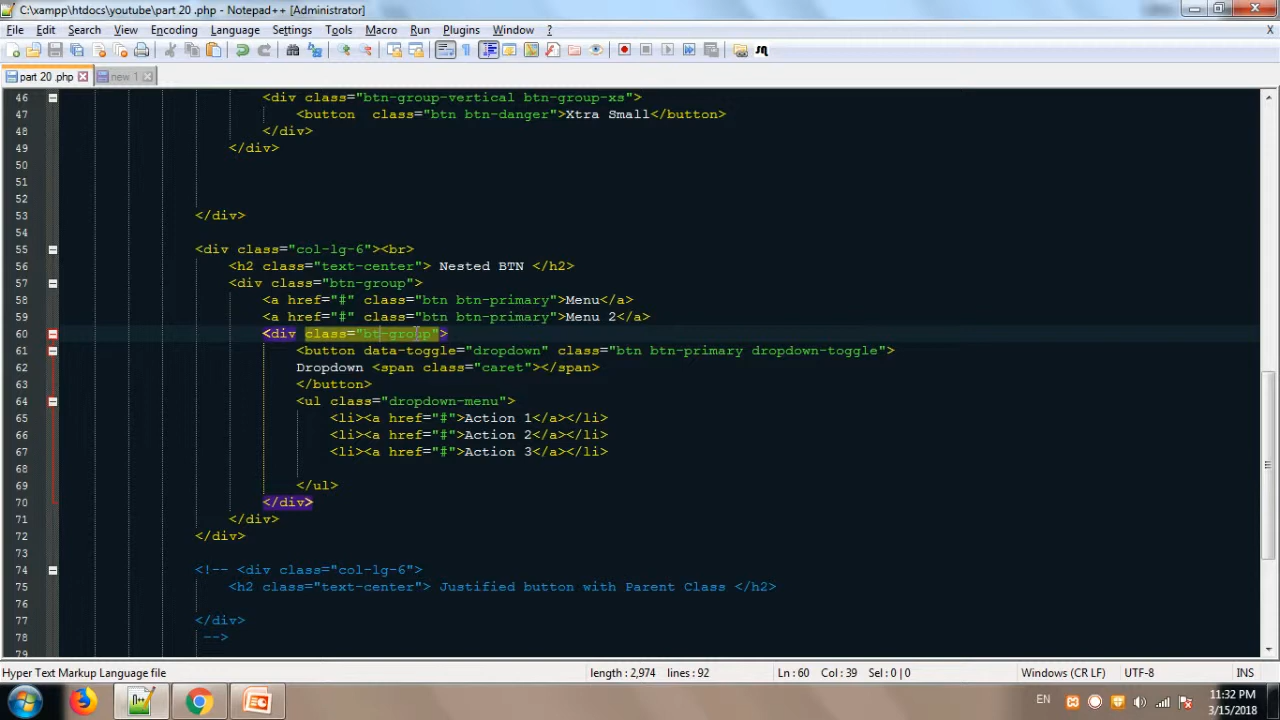 C:\xampp\htdocs\youtube\part 20 .php - Notepad++ [Administrator]
File Edit Search View Encoding Language Settings Tools Macro Run Plugins Window ? X
part 20 .php new 1
46 <div class="btn-group-vertical btn-group-xs">
47 <button  class="btn btn-danger">Xtra Small</button>
48 </div>
49 </div>
50
51
52
53 </div>
54
55 <div class="col-lg-6"><br>
56 <h2 class="text-center"> Nested BTN </h2>
57 <div class="btn-group">
58 <a href="#" class="btn btn-primary">Menu</a>
59 <a href="#" class="btn btn-primary">Menu 2</a>
60 <div class="bt-group">
61 <button data-toggle="dropdown" class="btn btn-primary dropdown-toggle">
62 Dropdown <span class="caret"></span>
63 </button>
64 <ul class="dropdown-menu">
65 <li><a href="#">Action 1</a></li>
66 <li><a href="#">Action 2</a></li>
67 <li><a href="#">Action 3</a></li>
68
69 </ul>
70 </div>
71 </div>
72 </div>
73
74 <!-- <div class="col-lg-6">
75 <h2 class="text-center"> Justified button with Parent Class </h2>
76
77 </div>
78 -->
79
Hyper Text Markup Language file length : 2,974 lines : 92 Ln : 60 Col : 39 Sel : 0 | 0 Windows (CR LF) UTF-8 INS
EN 11:32 PM
3/15/2018